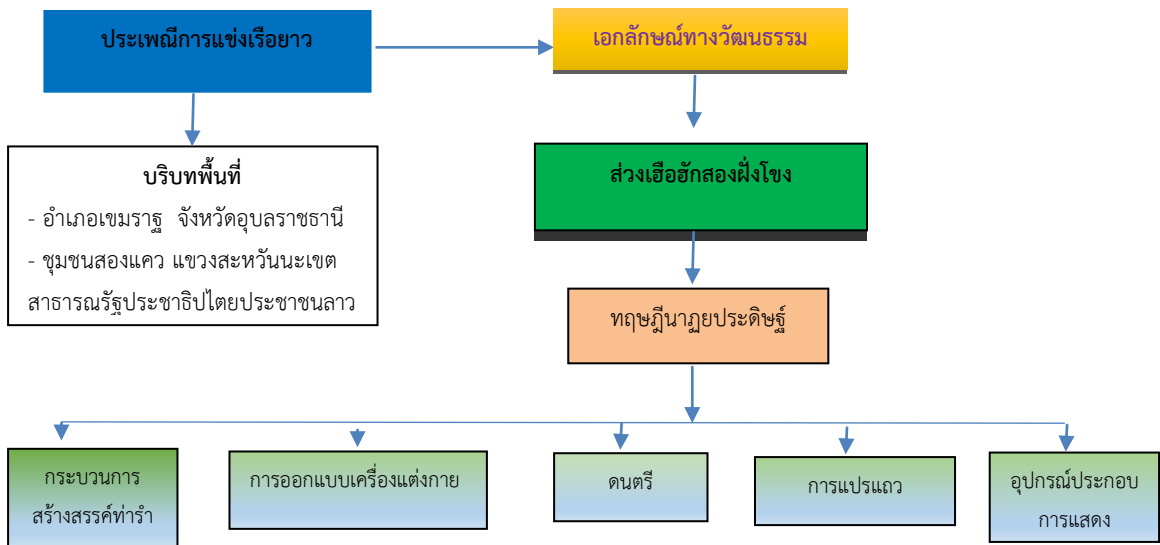 ประเพณีการแข่งเรือยาว
เอกลักษณ์ทางวัฒนธรรม
บริบทพื้นที่
- อำเภอเขมราฐ จังหวัดอุบลราชธานี
- ชุมชนสองแคว แขวงสะหวันนะเขต
สาธารณรัฐประชาธิปไตยประชาชนลาว
ส่วงเฮือฮักสองฝั่งโขง
ทฤษฎีนาฏยประดิษฐ์
กระบวนการ
สร้างสรรค์ท่ารำ
การออกแบบเครื่องแต่งกาย
ดนตรี
การแปรแถว
อุปกรณ์ประกอบ
การแสดง